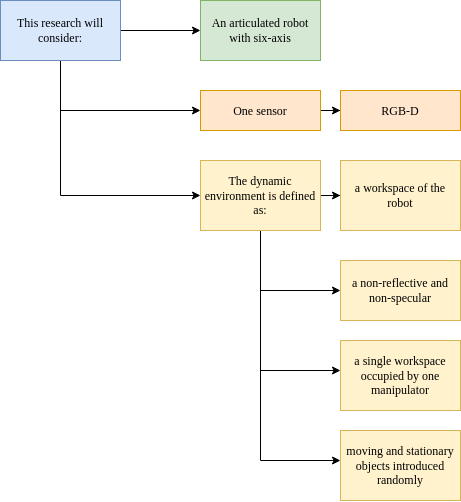 This research will
consider:
An articulated robot
with six-axis
One sensor
RGB-D
The dynamic
environment is defined
as:
a workspace of the
robot
a non-reflective and
non-specular
a single workspace
occupied by one
manipulator
moving and stationary
objects introduced
randomly